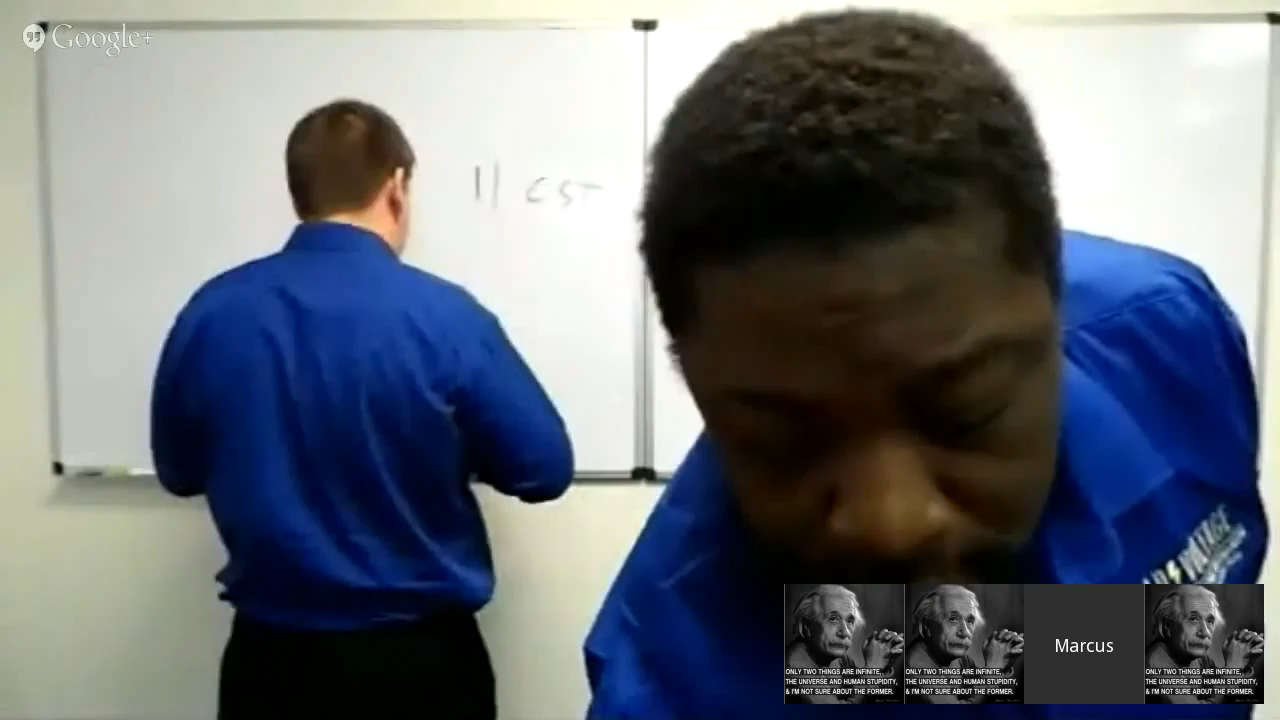 Google+
11 CST
Marcus
ONLY TWO THINGS ARE INFINITE,
THE UNIVERSE AND HUMAN STUPIDITY,
& I'M NOT SURE ABOUT THE FORMER.
ONLY TWO THINGS ARE INFINITE,
THE UNIVERSE AND HUMAN STUPIDITY,
& I'M NOT SURE ABOUT THE FORMER.
ONLY TWO THINGS ARE INFINITE,
THE UNIVERSE AND HUMAN STUPIDITY,
& I'M NOT SURE ABOUT THE FORMER.